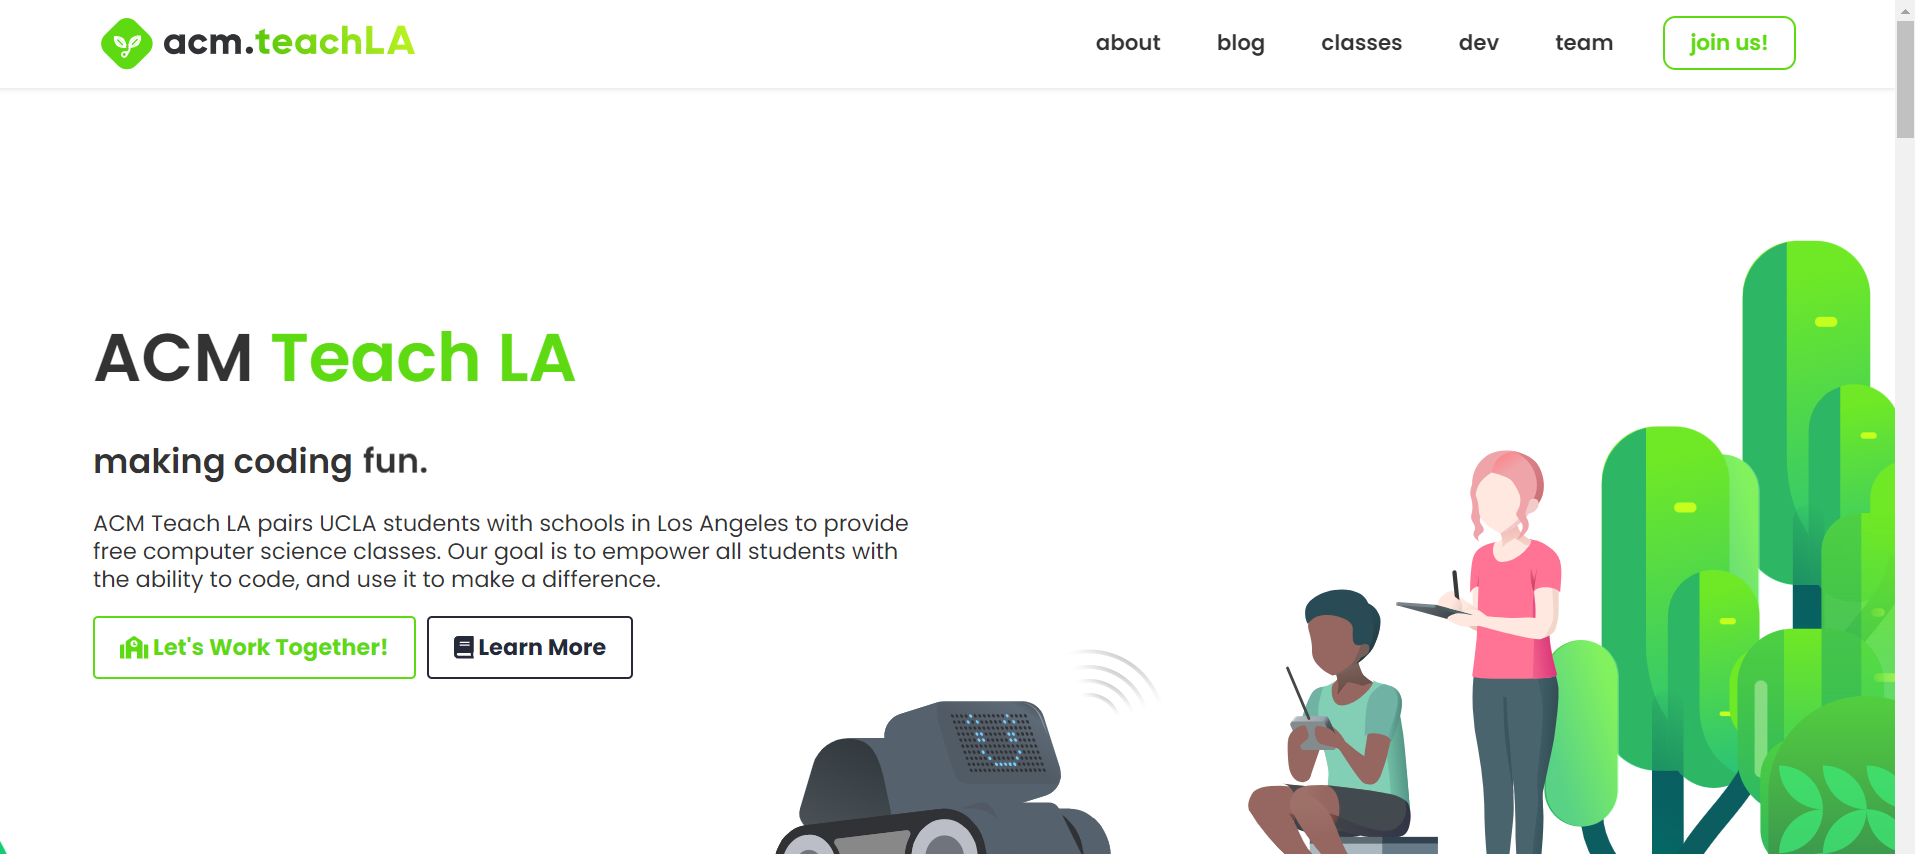 acm.teachLA
about blog classes dev team join us!
ACM Teach LA
making coding fun.
ACM Teach LA pairs UCLA students with schools in Los Angeles to provide
free computer science classes. Our goal is to empower all students with
the ability to code, and use it to make a difference.
Let's Work Together! Learn More